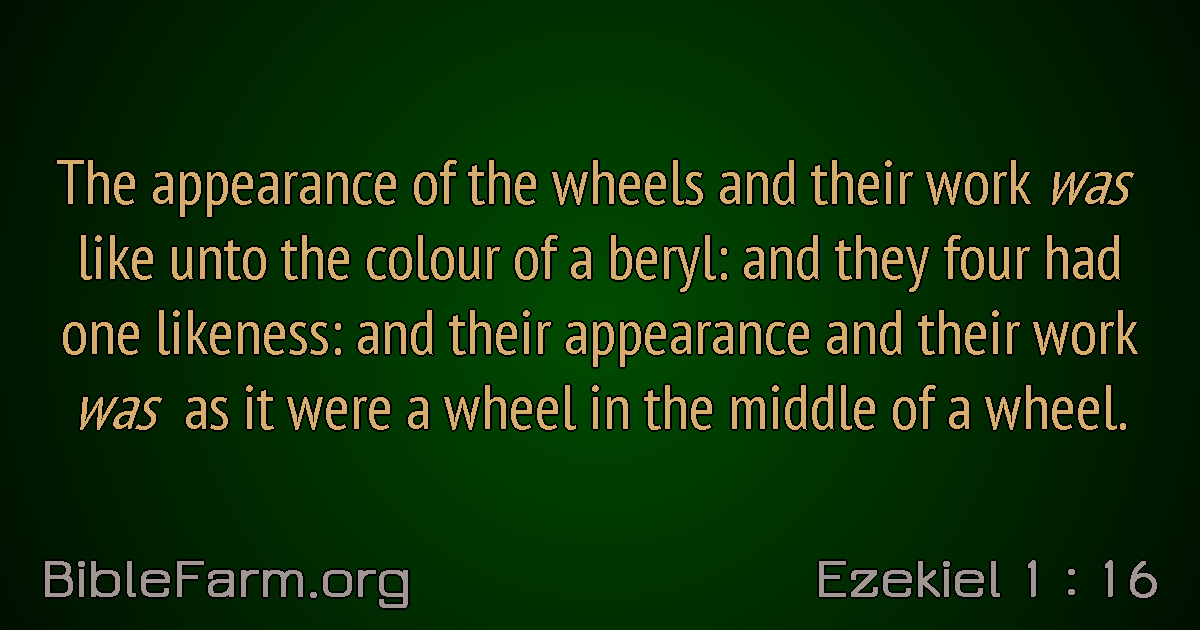 The appearance of the wheels and their work was
like unto the colour of a beryl: and they four had
one likeness: and their appearance and their work
was as it were a wheel in the middle of a wheel.
BibleFarm.org
Ezekiel 1 : 16